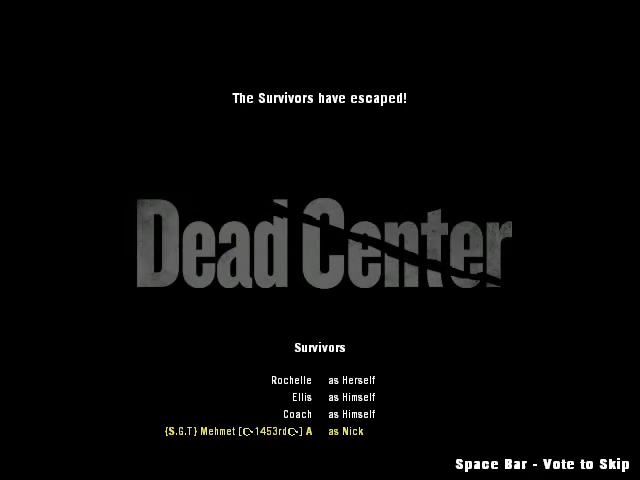 The Survivors have escaped!
Dead Center
Survivors
Rochelle as Herself
Ellis as Himself
Coach as Himself
{S.G.T} Mehmet [☪1453rd☪] A as Nick
Space Bar - Vote to Skip